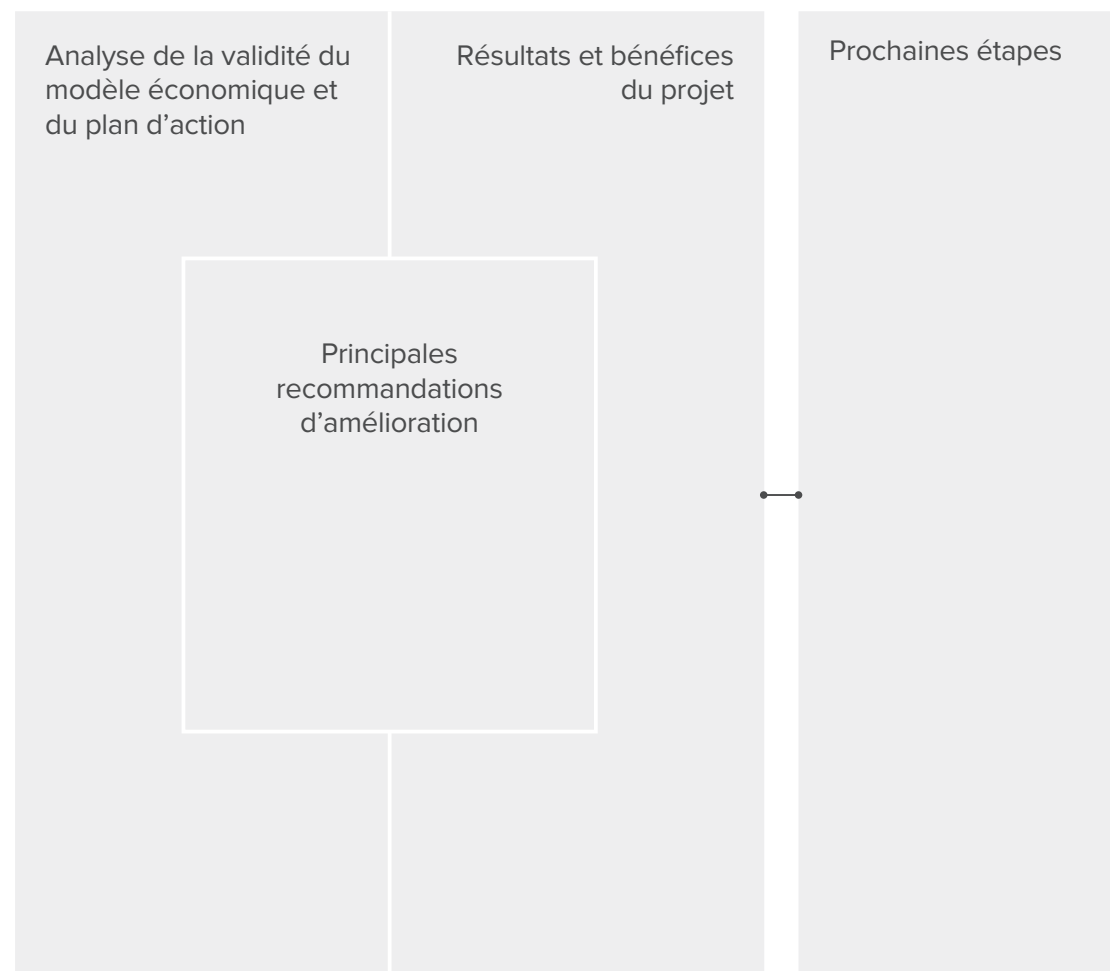 Analyse de la validité du
modèle économique et
du plan d’action
Résultats et bénéfices
du projet
Principales
recommandations
d’amélioration
Prochaines étapes